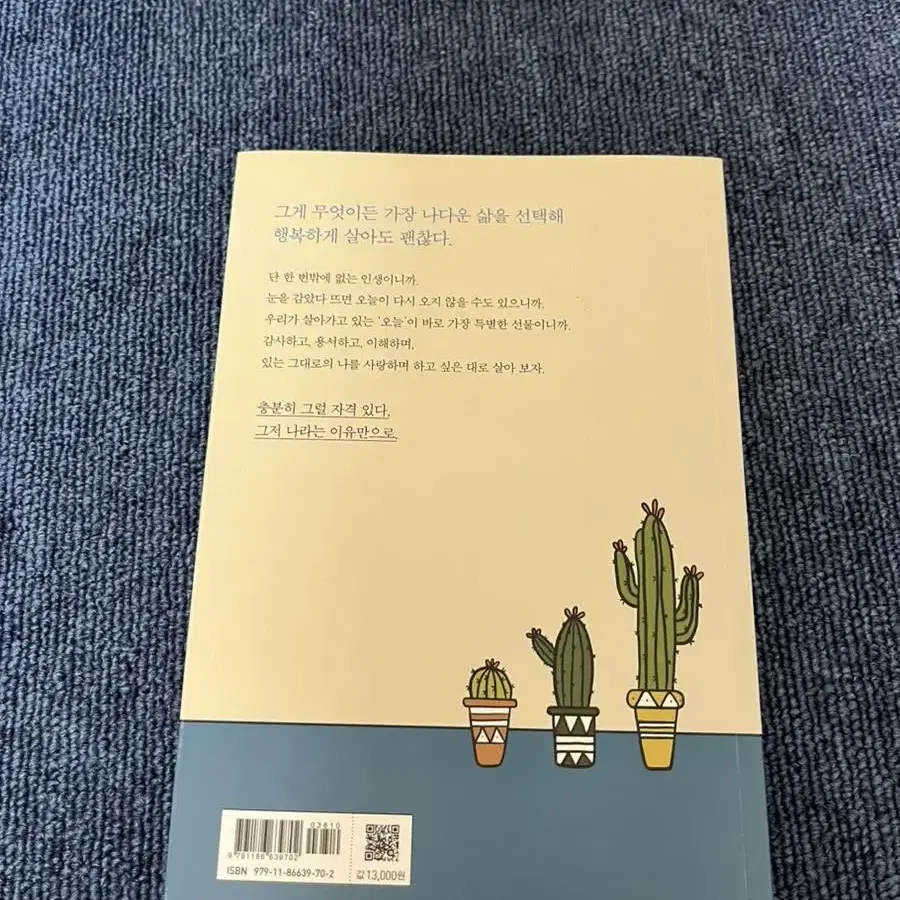 그게 무엇이든 가장 나다운 삶을 선택해
행복하게 살아도 괜찮다.
단 한 번밖에 없는 인생이니까.
눈을 감았다 뜨면 오늘이 다시 오지 않을 수도 있으니까.
우리가 살아가고 있는 '오늘'이 바로 가장 특별한 선물이니까.
감사하고, 용서하고, 이해하며,
있는 그대로의 나를 사랑하며 하고 싶은 대로 살아 보자.
충분히 그럴 자격 있다.
그저 나라는 이유만으로.
03810
9 791186 639702
ISBN 979-11-86639-70-2
값 13,000원